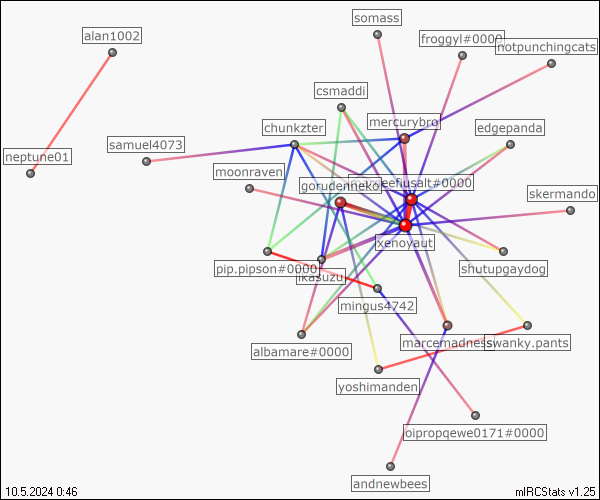 somass
alan1002
froggyl#0000
notpunchingcats
csmaddi
mercurybro
chunkzter
edgepanda
samuel4073
neptune01
moonraven
eefusalt#0000
gorudenneko
skermando
xenoyaut
shutupgaydog
pip.pipson#0000
ikasuzu
mingus4742
marcemadness
swanky.pants
albamare#0000
yoshimanden
oipropqewe0171#0000
andnewbees
10.5.2024 0:46
mIRCStats v1.25